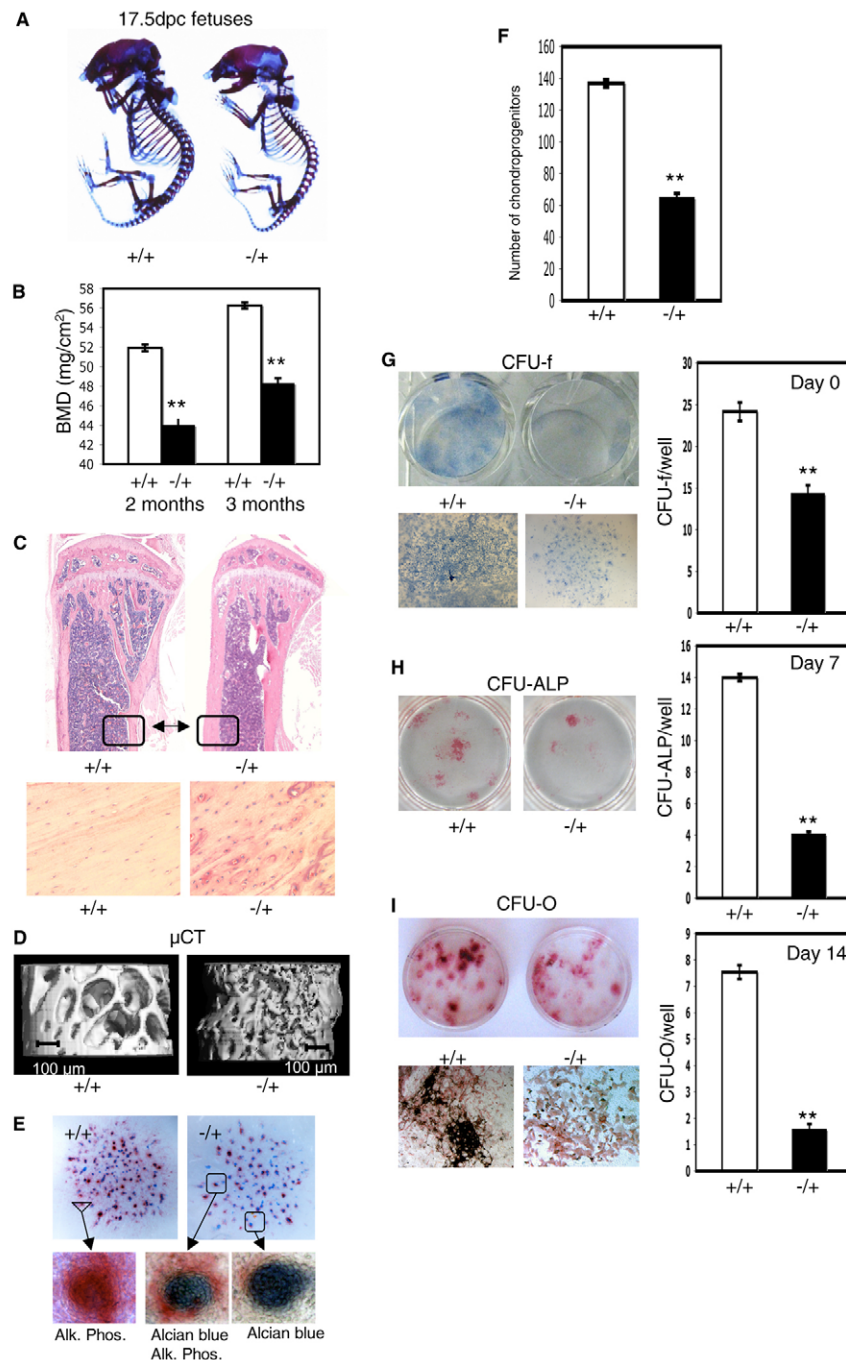 A
17.5dpc fetuses
+/+ -/+
B
BMD (mg/cm²)
58
56
54
52
50
48
46
44
42
40
**
**
+/+ -/+ +/+ -/+
2 months 3 months
C
+/+ -/+
+/+ -/+
D
µCT
100 µm 100 µm
+/+ -/+
E
+/+ -/+
Alk. Phos. Alcian blue Alcian blue
Alk. Phos.
F
Number of chondroprogenitors
160
140
120
100
80
60
40
20
0
**
+/+ -/+
G
CFU-f
+/+ -/+
Day 0
CFU-f/well
30
25
20
15
10
5
0
**
+/+ -/+
H
CFU-ALP
+/+ -/+
Day 7
CFU-ALP/well
16
14
12
10
8
6
4
2
0
**
+/+ -/+
I
CFU-O
+/+ -/+
Day 14
CFU-O/well
9
8
7
6
5
4
3
2
1
0
**
+/+ -/+